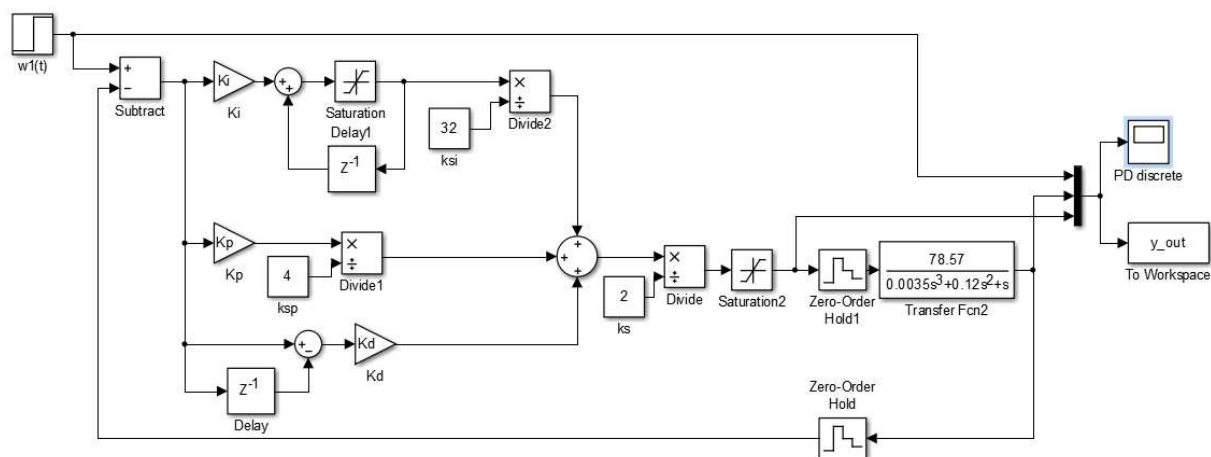 w1(t)
+
−
Subtract
Ki
Ki
+
+
Saturation
Delay1
Z-1
32
ksi
×
÷
Divide2
Kp
Kp
4
ksp
×
÷
Divide1
+
−
Kd
Kd
Z-1
Delay
+
+
+
2
ks
×
÷
Divide
Saturation2
Zero-Order
Hold1
78.57
0.0035s³+0.12s²+s
Transfer Fcn2
PD discrete
y_out
To Workspace
Zero-Order
Hold